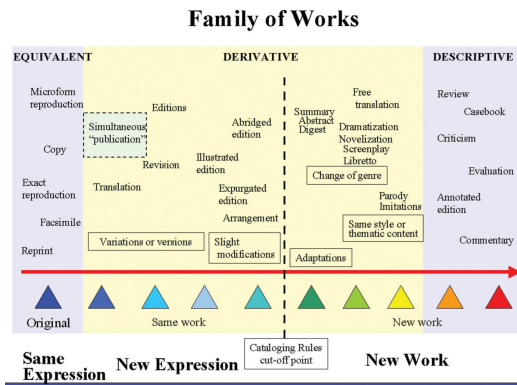 Family of Works
EQUIVALENT
DERIVATIVE
DESCRIPTIVE
Microform
reproduction
Copy
Exact
reproduction
Facsimile
Reprint
Simultaneous
“publication”
Editions
Revision
Translation
Illustrated
edition
Abridged
edition
Expurgated
edition
Arrangement
Variations or versions
Slight
modifications
Summary
Abstract
Digest
Free
translation
Dramatization
Novelization
Screenplay
Libretto
Change of genre
Parody
Imitations
Same style or
thematic content
Adaptations
Review
Casebook
Criticism
Evaluation
Annotated
edition
Commentary
Original
Same work
New work
Same
Expression
New Expression
Cataloging Rules
cut-off point
New Work